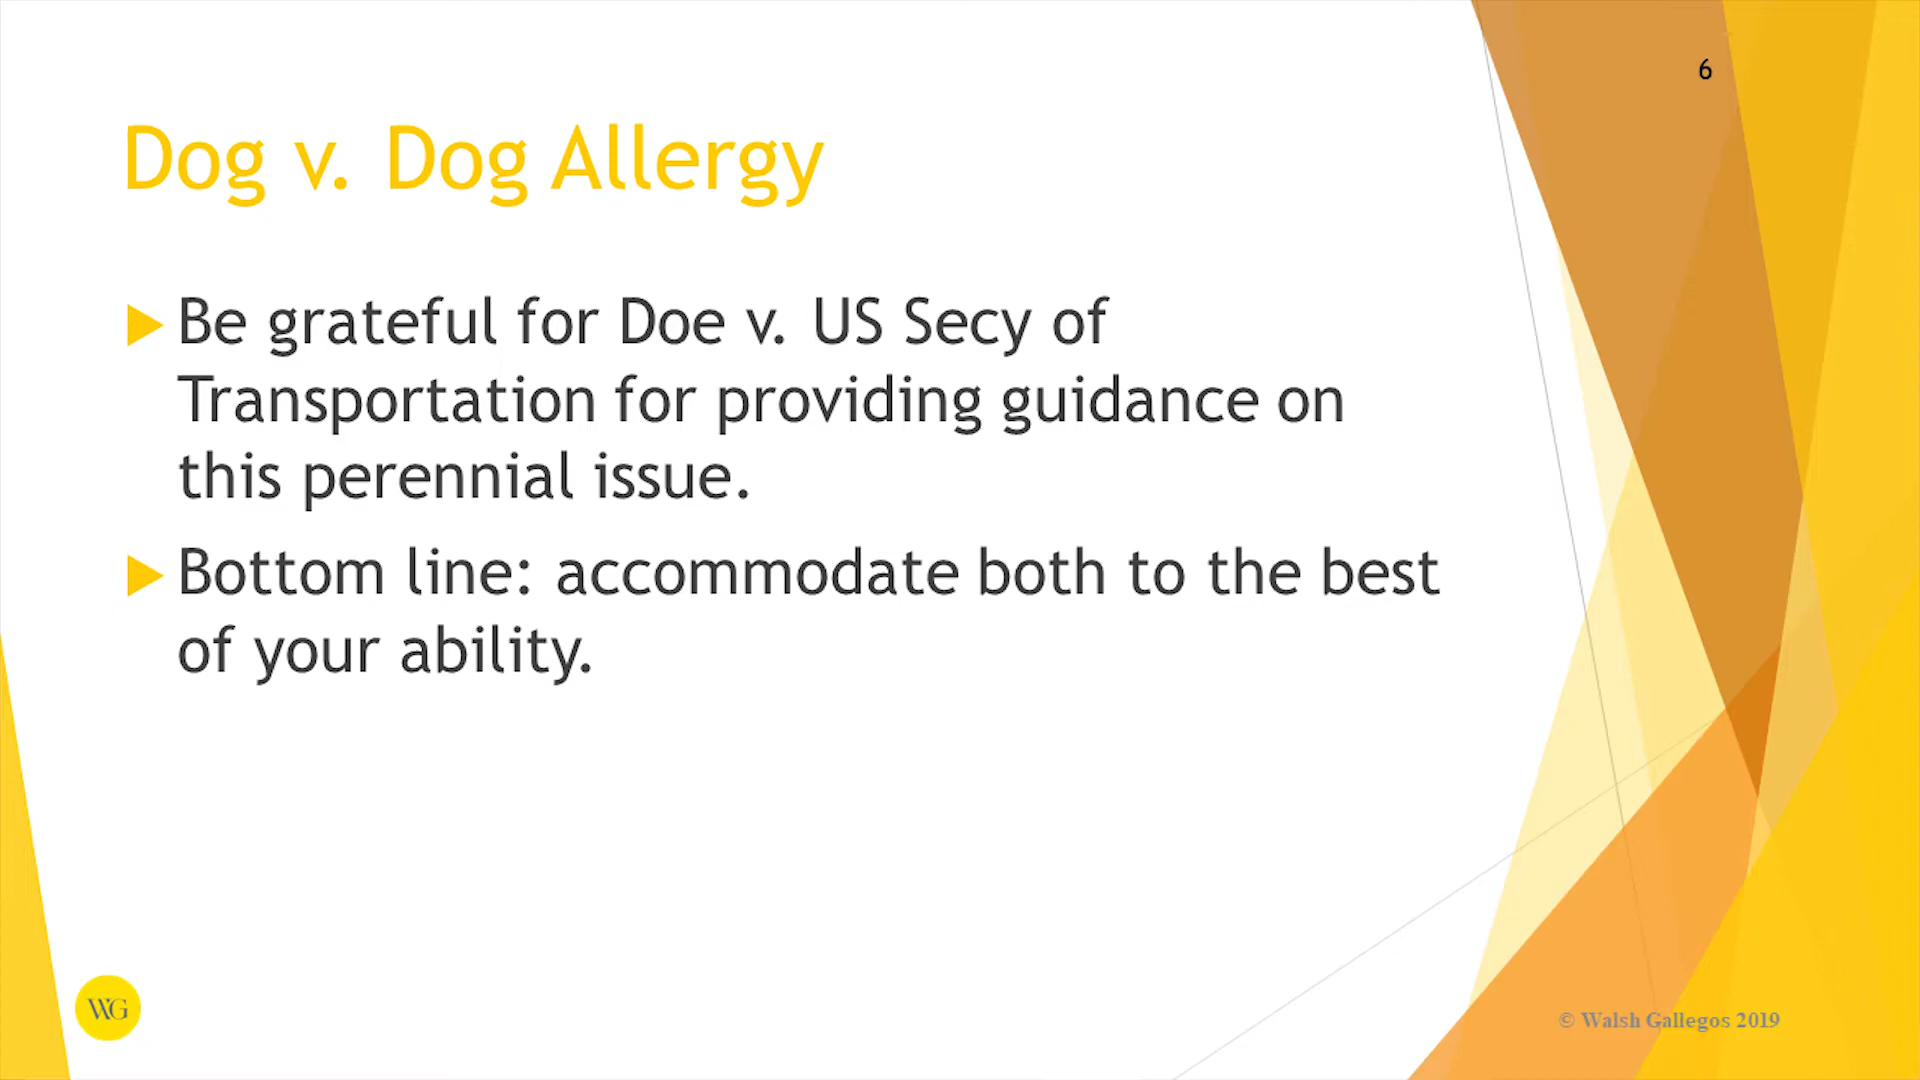 6
Dog v. Dog Allergy
Be grateful for Doe v. US Secy of
Transportation for providing guidance on
this perennial issue.
Bottom line: accommodate both to the best
of your ability.
WG
© Walsh Gallegos 2019